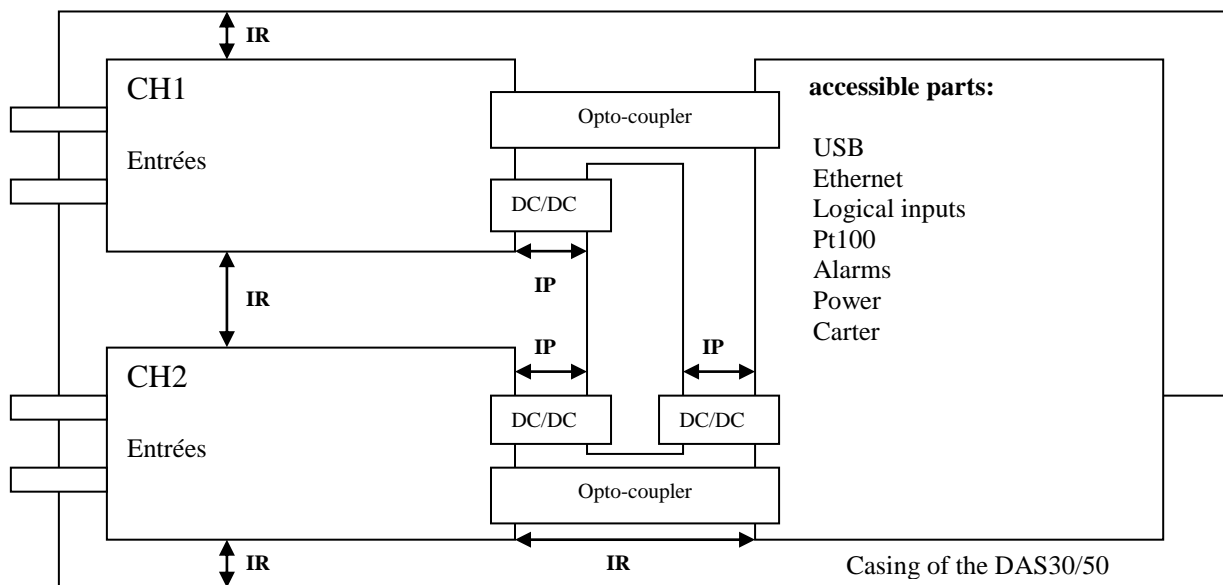 IR
CH1
Entrées
Opto-coupler
DC/DC
IP
IR
CH2
Entrées
IP
IP
DC/DC
DC/DC
Opto-coupler
IR
IR
accessible parts:
USB
Ethernet
Logical inputs
Pt100
Alarms
Power
Carter
Casing of the DAS30/50